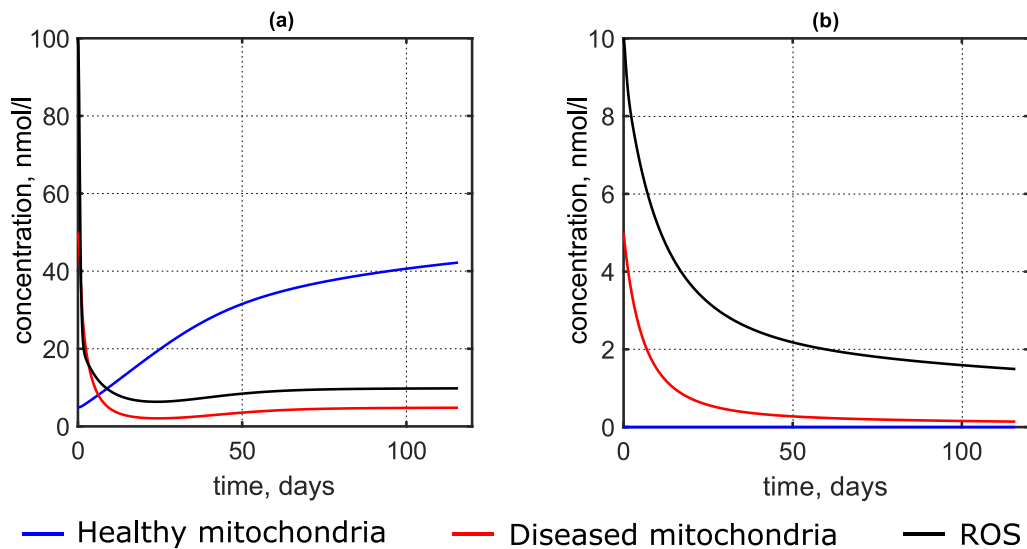 (a)
(b)
100
80
60
40
20
0
concentration, nmol/l
0
50
100
time, days
10
8
6
4
2
0
concentration, nmol/l
0
50
100
time, days
Healthy mitochondria
Diseased mitochondria
ROS